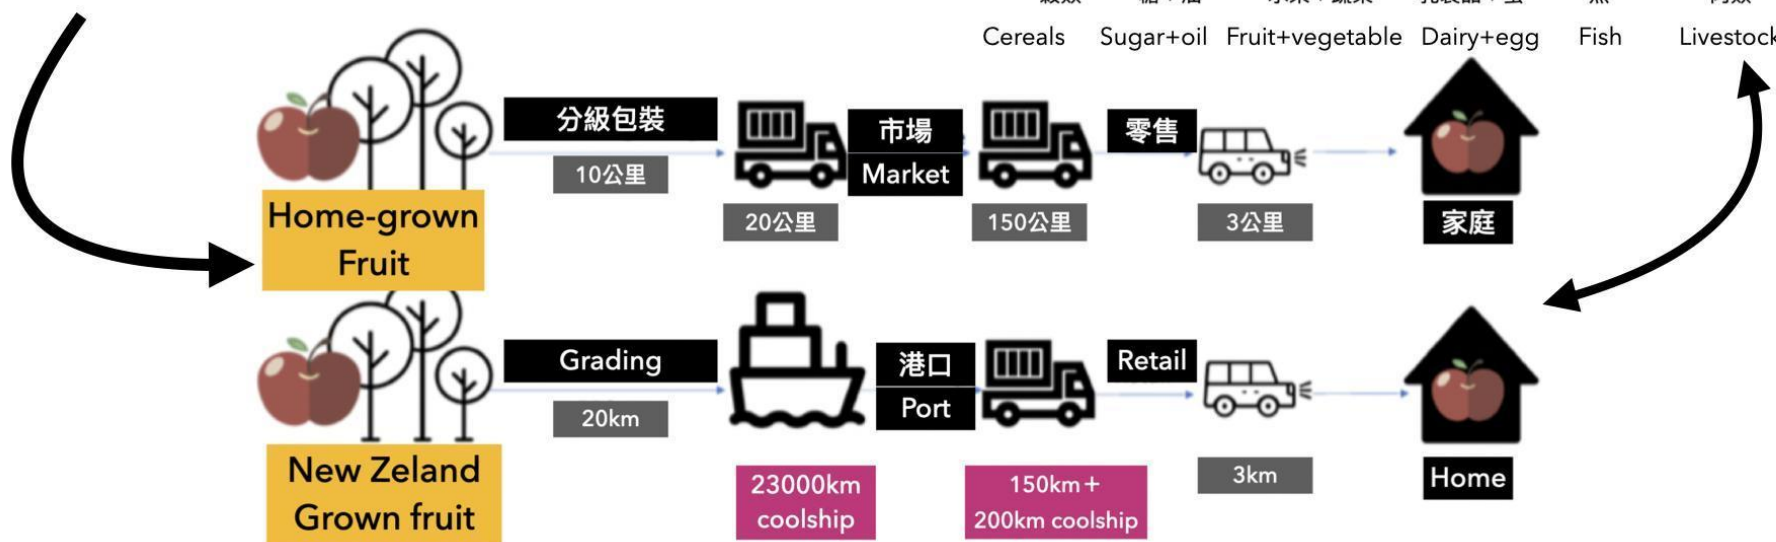 Cereals Sugar+oil Fruit+vegetable Dairy+egg Fish Livestock
分級包裝
10公里
市場
Market
零售
20公里
150公里
3公里
家庭
Home-grown
Fruit
Grading
20km
港口
Port
Retail
New Zeland
Grown fruit
23000km
coolship
150km+
200km coolship
3km
Home